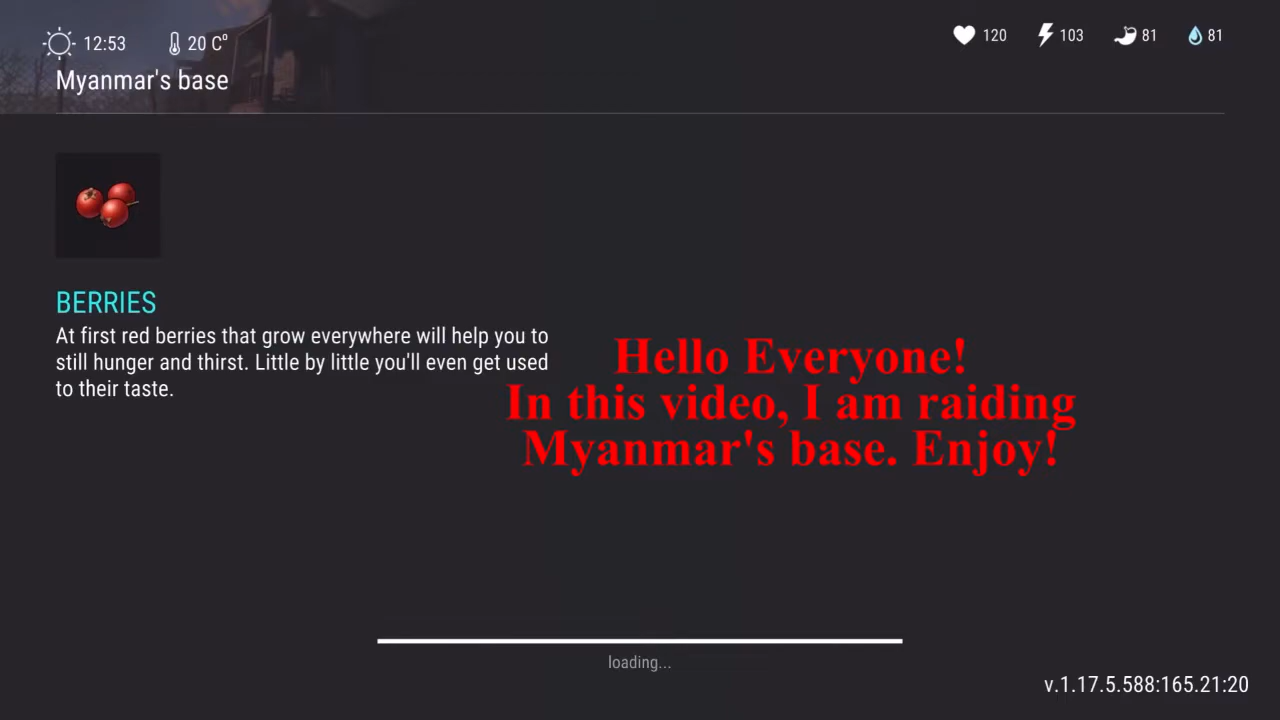 12:53
20 C°
120
103
81
81
Myanmar's base
BERRIES
At first red berries that grow everywhere will help you to
still hunger and thirst. Little by little you'll even get used
to their taste.
Hello Everyone!
In this video, I am raiding
Myanmar's base. Enjoy!
loading...
v.1.17.5.588:165.21:20